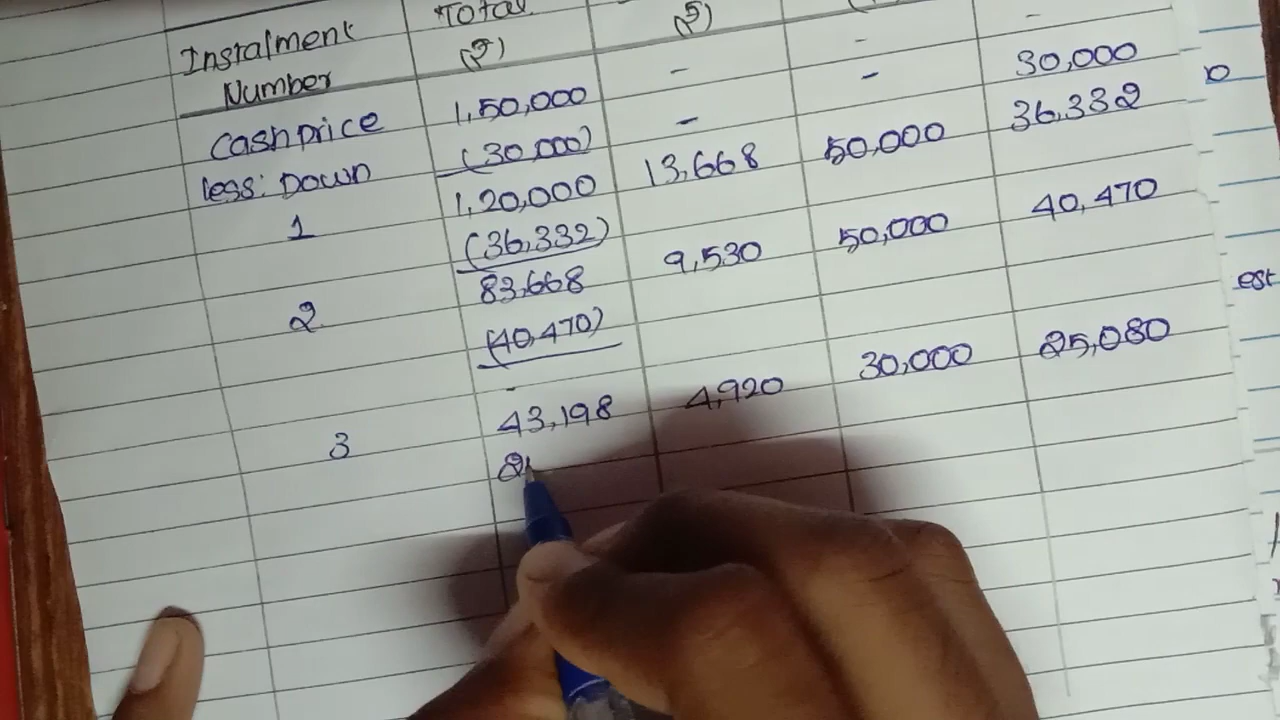 Instalment Number Total (₹) (₹)
Cash price 1,50,000 - - -
less: Down (30,000) - - 30,000
1 1,20,000 13,668 50,000 36,332
(36,332)
2 83,668 9,530 50,000 40,470
(40,470)
3 43,198 4,920 30,000 25,080
est